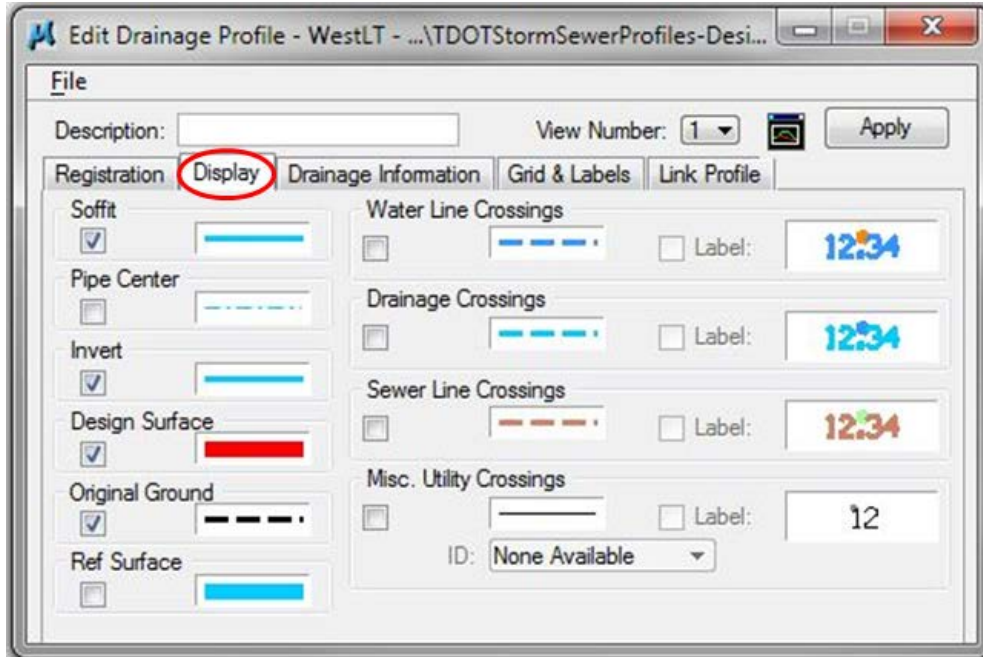 Edit Drainage Profile - WestLT - ...\TDOTStormSewerProfiles-Desi...
File
Description:
View Number: 1
Apply
Registration Display Drainage Information Grid & Labels Link Profile
Soffit
Pipe Center
Invert
Design Surface
Original Ground
Ref Surface
Water Line Crossings
Label: 12.34
Drainage Crossings
Label: 12.34
Sewer Line Crossings
Label: 12.34
Misc. Utility Crossings
Label: 12
ID: None Available